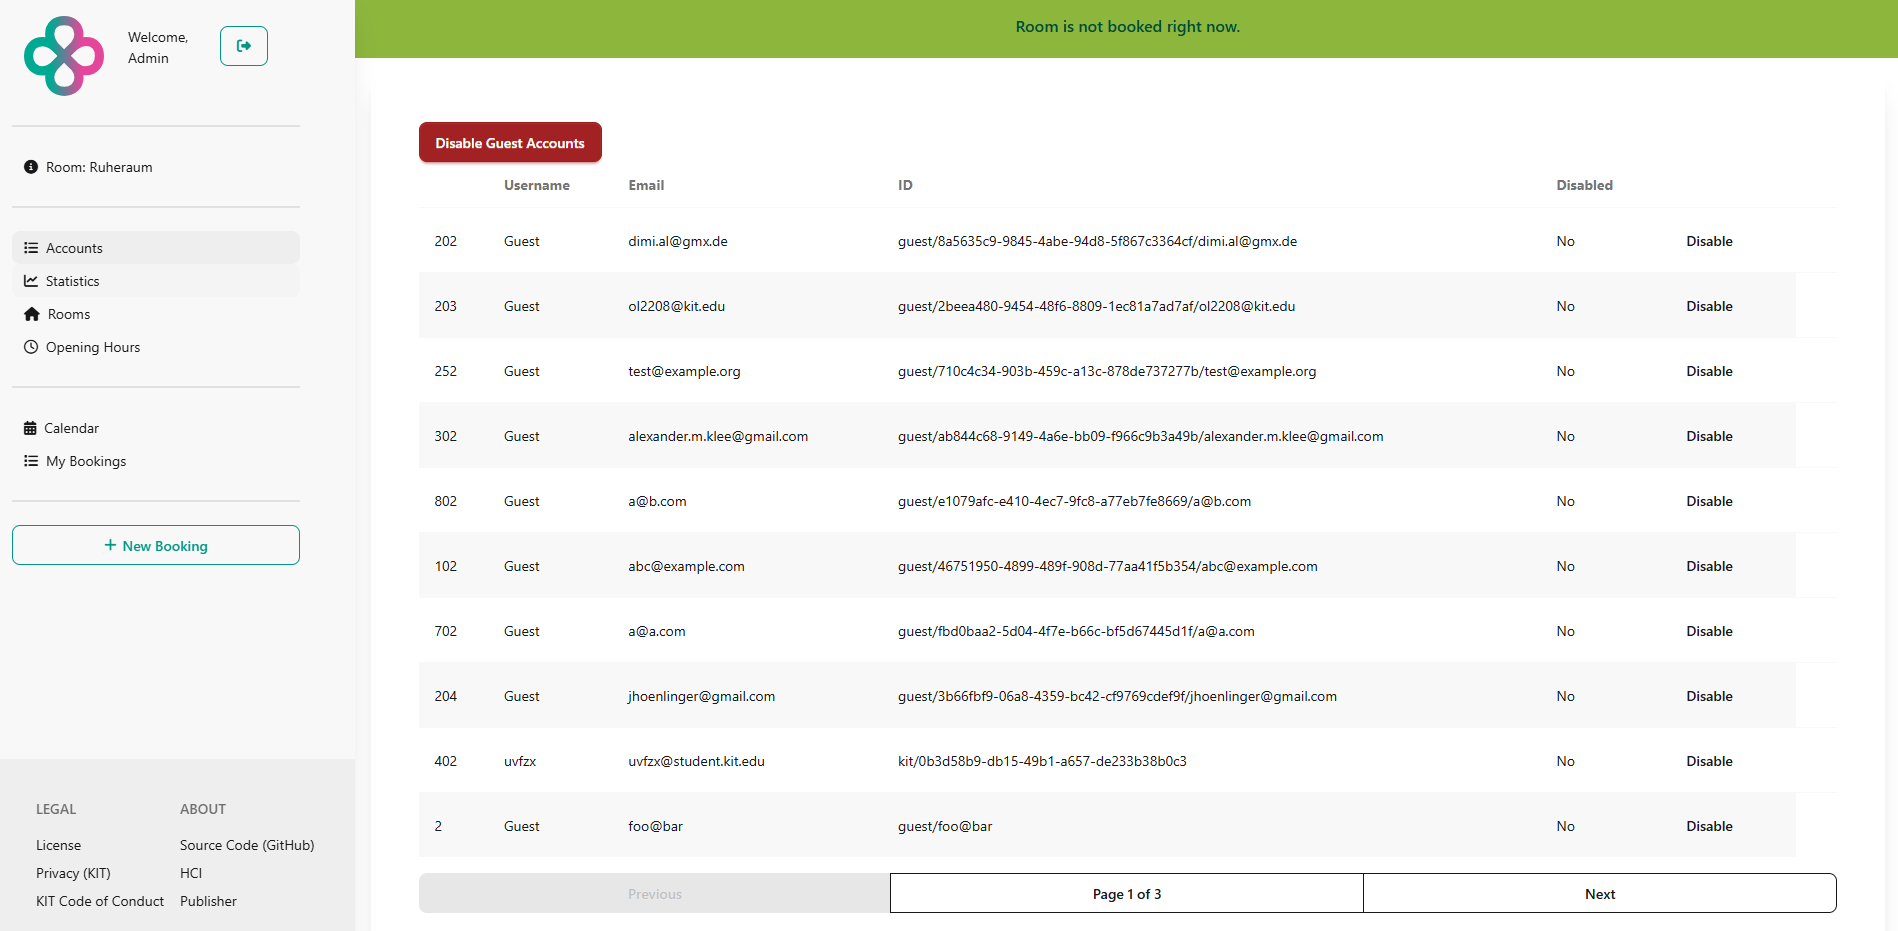 Welcome,
Admin
Room is not booked right now.
Room: Ruheraum
Accounts
Statistics
Rooms
Opening Hours
Calendar
My Bookings
New Booking
LEGAL ABOUT
License Source Code (GitHub)
Privacy (KIT) HCI
KIT Code of Conduct Publisher
Disable Guest Accounts
Username Email ID Disabled
202 Guest dimi.al@gmx.de guest/8a5635c9-9845-4abe-94d8-5f867c3364cf/dimi.al@gmx.de No Disable
203 Guest ol2208@kit.edu guest/2beea480-9454-48f6-8809-1ec81a7ad7af/ol2208@kit.edu No Disable
252 Guest test@example.org guest/710c4c34-903b-459c-a13c-878de737277b/test@example.org No Disable
302 Guest alexander.m.klee@gmail.com guest/ab844c68-9149-4a6e-bb09-f966c9b3a49b/alexander.m.klee@gmail.com No Disable
802 Guest a@b.com guest/e1079afc-e410-4ec7-9fc8-a77eb7fe8669/a@b.com No Disable
102 Guest abc@example.com guest/46751950-4899-489f-908d-77aa41f5b354/abc@example.com No Disable
702 Guest a@a.com guest/fbd0baa2-5d04-4f7e-b66c-bf5d67445d1f/a@a.com No Disable
204 Guest jhoenlinger@gmail.com guest/3b66fbf9-06a8-4359-bc42-cf9769cdef9f/jhoenlinger@gmail.com No Disable
402 uvfzx uvfzx@student.kit.edu kit/0b3d58b9-db15-49b1-a657-de233b38b0c3 No Disable
2 Guest foo@bar guest/foo@bar No Disable
Previous Page 1 of 3 Next